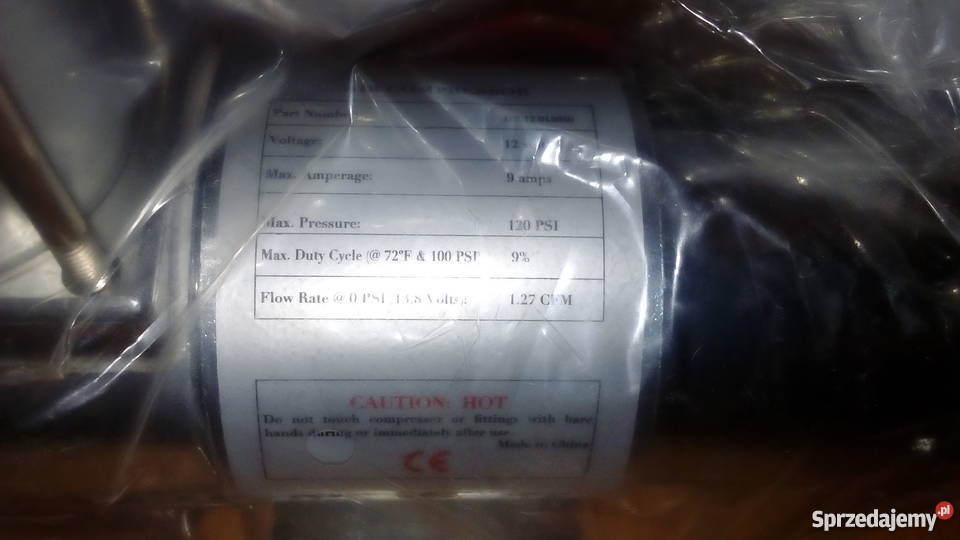 Part Number
Voltage: 12
Max. Amperage: 9 amps
Max. Pressure: 120 PSI
Max. Duty Cycle (@ 72°F & 100 PSI) 9%
Flow Rate @ 0 PSI 13.8 Volts): 1.27 CFM
CAUTION: HOT
Do not touch compressor or fittings with bare
hands during or immediately after use.
Made in China
CE
Sprzedajemy.pl